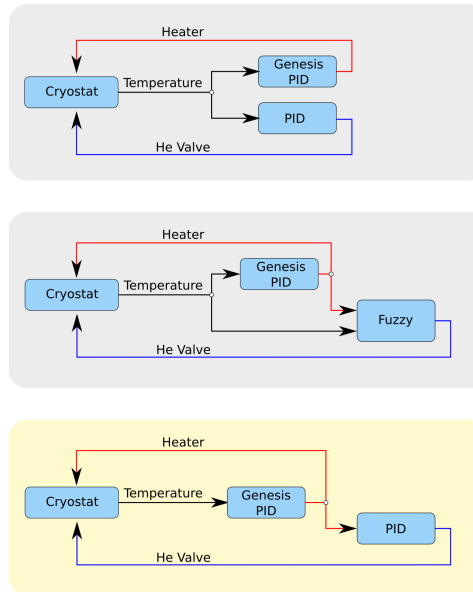 Heater
Genesis
PID
Temperature
Cryostat
PID
He Valve
Heater
Genesis
PID
Temperature
Cryostat
Fuzzy
He Valve
Heater
Genesis
PID
Temperature
Cryostat
PID
He Valve